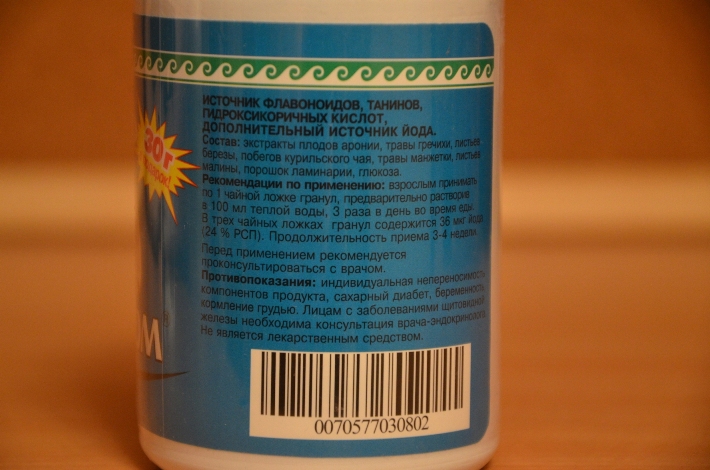 ИСТОЧНИК ФЛАВОНОИДОВ, ТАНИНОВ,
ГИДРОКСИКОРИЧНЫХ КИСЛОТ,
ДОПОЛНИТЕЛЬНЫЙ ИСТОЧНИК ЙОДА.
Состав: экстракты плодов аронии, травы гречихи, листьев
березы, побегов курильского чая, травы манжетки, листьев
малины, порошок ламинарии, глюкоза.
Рекомендации по применению: взрослым принимать
по 1 чайной ложке гранул, предварительно растворив
в 100 мл теплой воды, 3 раза в день во время еды.
В трех чайных ложках гранул содержится 36 мкг йода
(24 % РСП). Продолжительность приема 3-4 недели.
Перед применением рекомендуется
проконсультироваться с врачом.
Противопоказания: индивидуальная непереносимость
компонентов продукта, сахарный диабет, беременность,
кормление грудью. Лицам с заболеваниями щитовидной
железы необходима консультация врача-эндокринолога.
Не является лекарственным средством.
30г
0070577030802